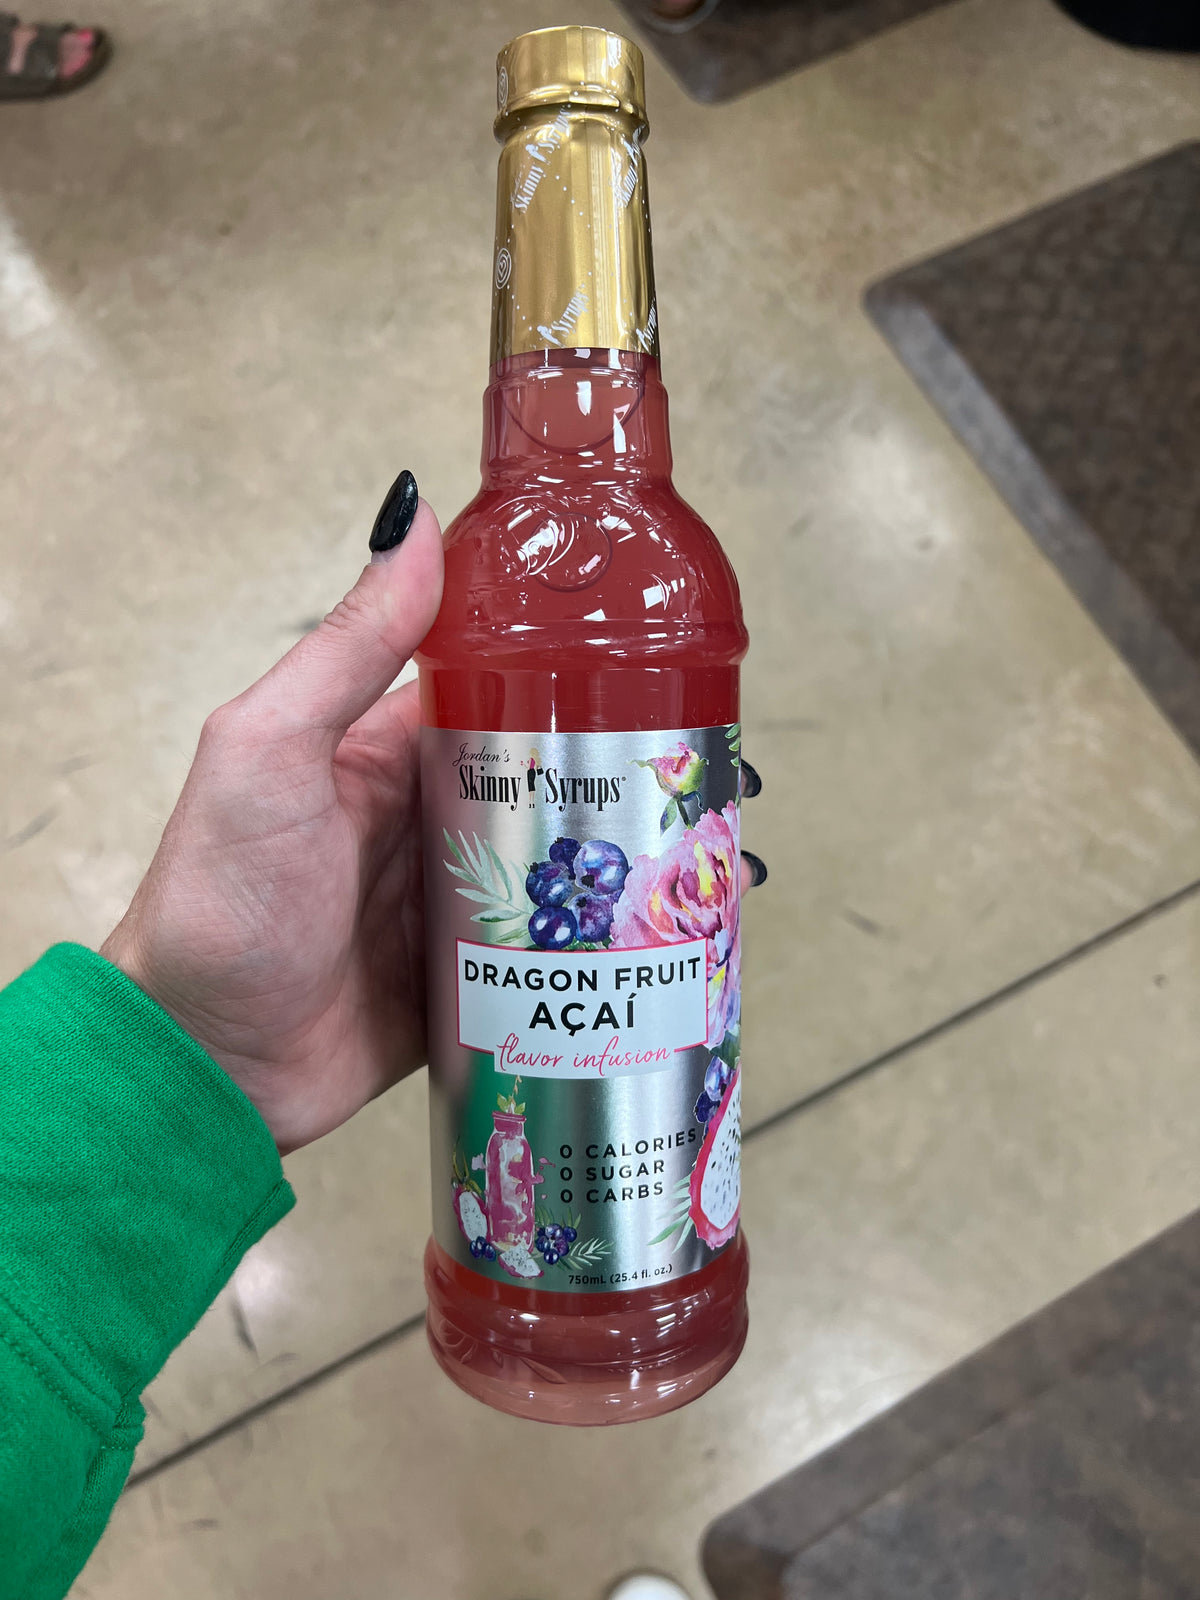 Skinny Syrups
Skinny
Syrups
Syrups
Jordan's
Skinny Syrups®
DRAGON FRUIT
AÇAÍ
flavor infusion
0 CALORIES
0 SUGAR
0 CARBS
750mL (25.4 fl. oz.)